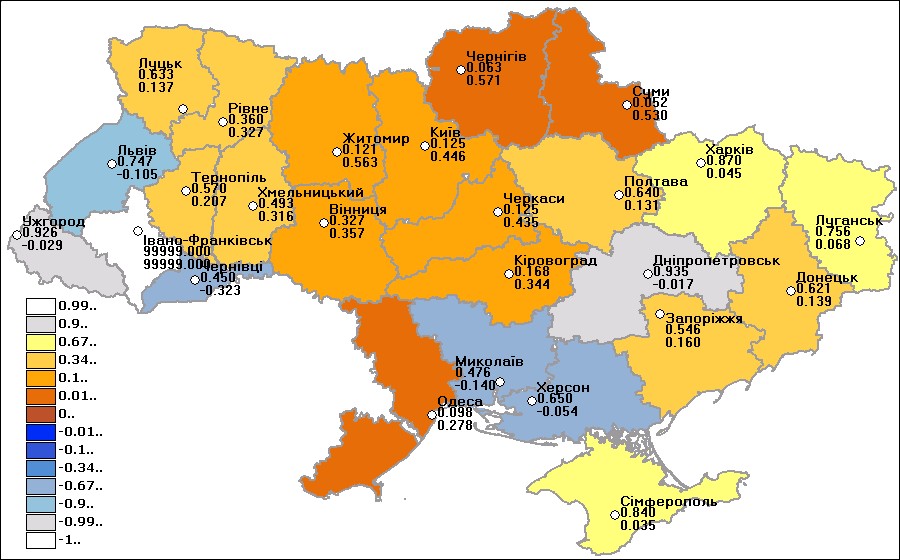 Чернігів
0.063
0.571
Суми
0.052
0.530
Луцьк
0.633
0.137
Рівне
0.360
0.327
Житомир
0.121
0.563
Київ
0.125
0.446
Харків
0.870
0.045
Львів
0.747
-0.105
Тернопіль
0.570
0.207
Хмельницький
0.493
0.316
Вінниця
0.327
0.357
Черкаси
0.125
0.435
Полтава
0.640
0.131
Луганськ
0.756
0.068
Ужгород
0.926
-0.029
Івано-Франківськ
99999.000
99999.000
Чернівці
0.450
-0.323
Кіровоград
0.168
0.344
Дніпропетровськ
0.935
-0.017
Донецьк
0.621
0.139
Запоріжжя
0.546
0.160
Миколаїв
0.476
-0.140
Херсон
0.650
-0.054
Одеса
0.098
0.278
Сімферополь
0.840
0.035
0.99..
0.9..
0.67..
0.34..
0.1..
0.01..
0..
-0.01..
-0.1..
-0.34..
-0.67..
-0.9..
-0.99..
-1..